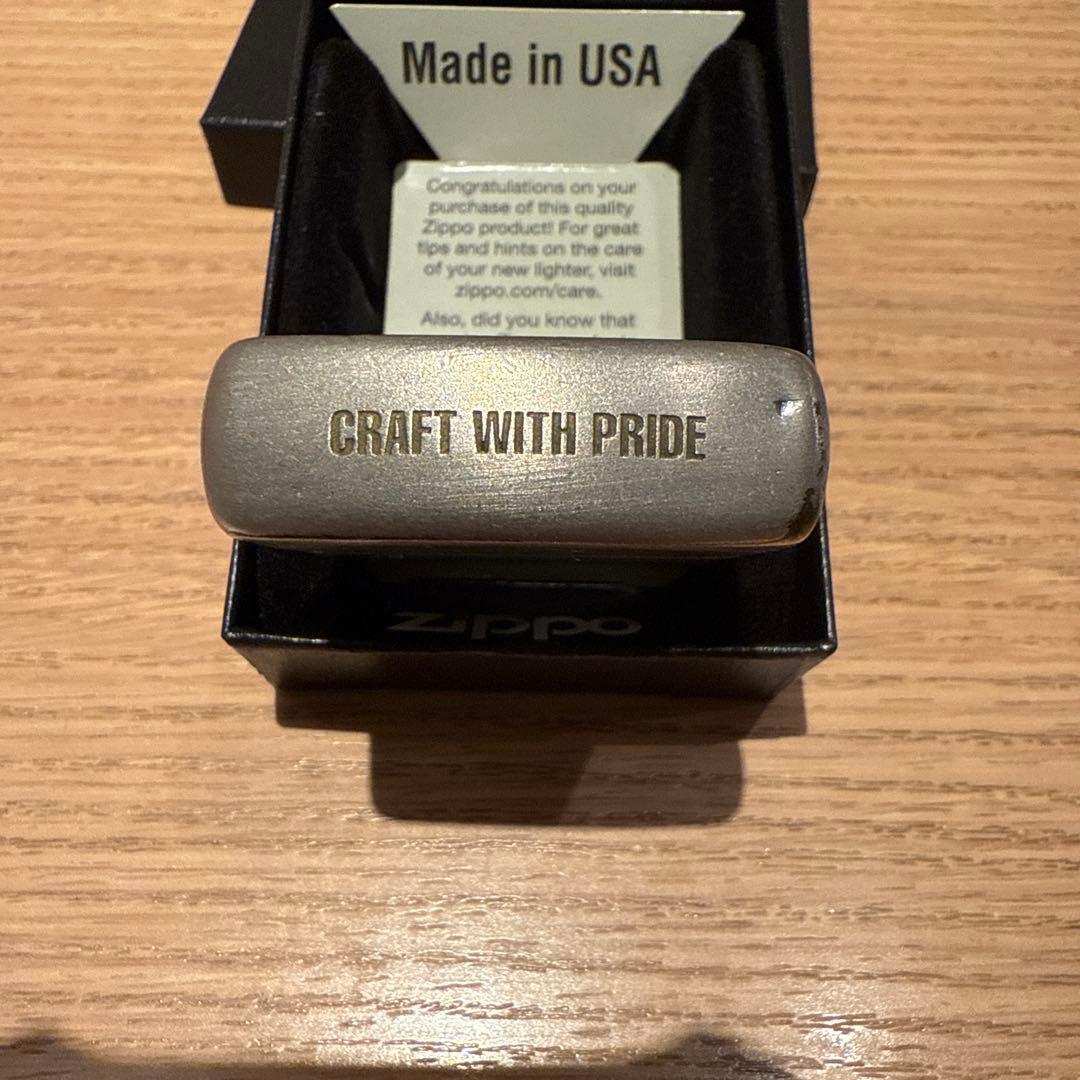 Made in USA
Congratulations on your
purchase of this quality
Zippo product! For great
tips and hints on the care
of your new lighter, visit
zippo.com/care.
Also, did you know that
CRAFT WITH PRIDE
zippo